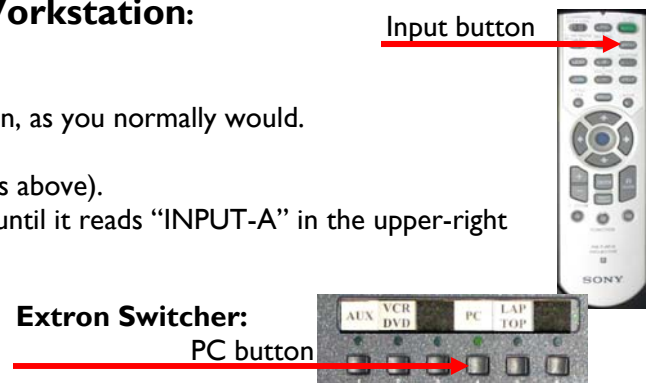 Workstation:
Input button
n, as you normally would.
s above).
until it reads “INPUT-A” in the upper-right
SONY
Extron Switcher:
AUX
VCR
DVD
PC
LAP
TOP
PC button